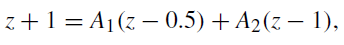 z + 1 = A₁(z − 0.5) + A₂(z − 1),